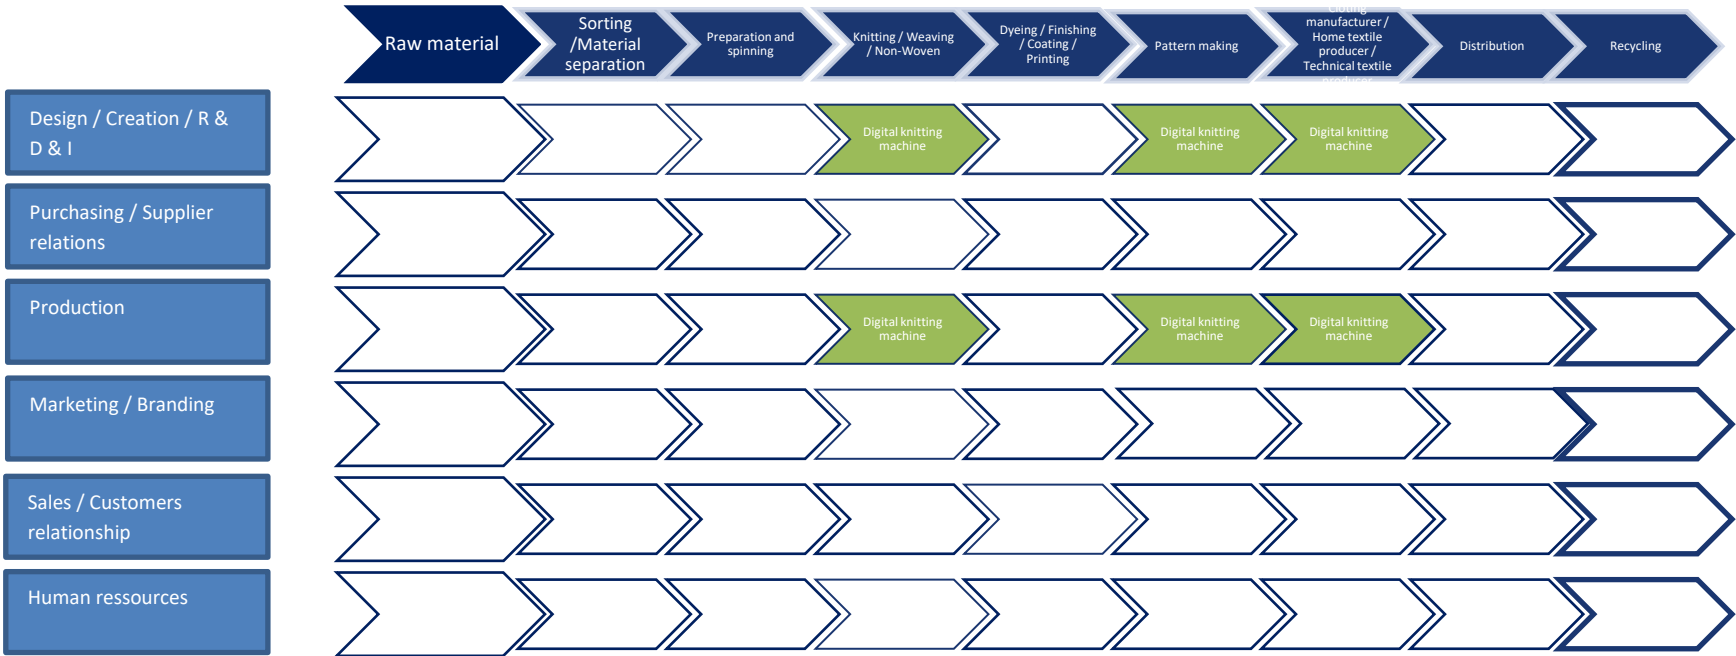 Raw material
Sorting
/Material
separation
Preparation and
spinning
Knitting / Weaving
/ Non-Woven
Dyeing / Finishing
/ Coating /
Printing
Pattern making
Cloting
manufacturer /
Home textile
producer /
Technical textile
Distribution
Recycling
Design / Creation / R &
D & I
Digital knitting
machine
Digital knitting
machine
Digital knitting
machine
Purchasing / Supplier
relations
Production
Digital knitting
machine
Digital knitting
machine
Digital knitting
machine
Marketing / Branding
Sales / Customers
relationship
Human ressources